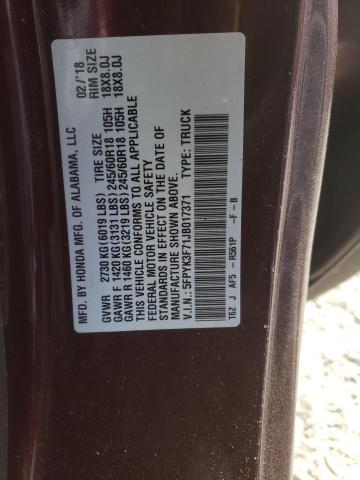 MFD. BY HONDA MFG. OF ALABAMA, LLC 02/'18
TIRE SIZE RIM SIZE
GVWR 2730 KG(6019 LBS)
GAWR F 1420 KG(3131 LBS) 245/60R18 105H 18X8.0J
GAWR R 1460 KG(3219 LBS) 245/60R18 105H 18X8.0J
THIS VEHICLE CONFORMS TO ALL APPLICABLE
FEDERAL MOTOR VEHICLE SAFETY
STANDARDS IN EFFECT ON THE DATE OF
MANUFACTURE SHOWN ABOVE.
V.I.N.: 5FPYK3F71JB017371 TYPE: TRUCK
T6Z J AF5 - R561P -F -B